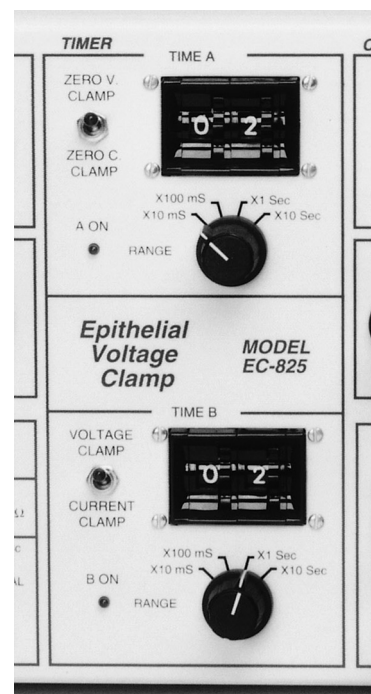 TIMER
TIME A
ZERO V.
CLAMP
0 2
ZERO C.
CLAMP
X100 mS
X1 Sec
X10 mS
X10 Sec
A ON
RANGE
Epithelial
Voltage
Clamp
MODEL
EC-825
TIME B
VOLTAGE
CLAMP
0 2
Ω
CURRENT
CLAMP
C
X100 mS
X1 Sec
X10 mS
X10 Sec
AL
B ON
RANGE